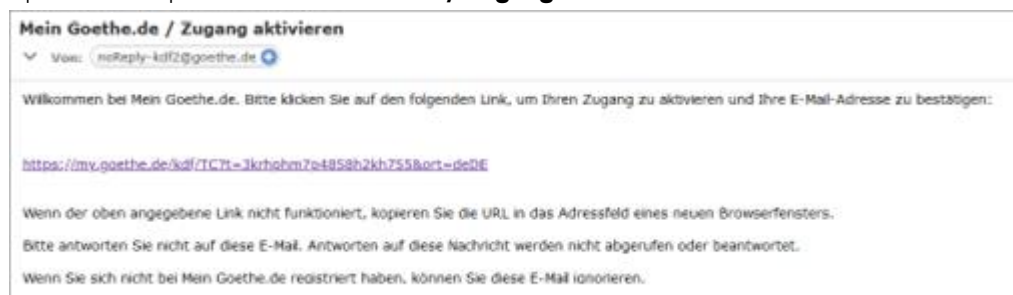 Mein Goethe.de / Zugang aktivieren
Von: noReply-kdf2@goethe.de
Willkommen bei Mein Goethe.de. Bitte klicken Sie auf den folgenden Link, um Ihren Zugang zu aktivieren und Ihre E-Mail-Adresse zu bestätigen:
https://my.goethe.de/kdf/TC?t=3krhohm7o4858h2kh755&ort=deDE
Wenn der oben angegebene Link nicht funktioniert, kopieren Sie die URL in das Adressfeld eines neuen Browserfensters.
Bitte antworten Sie nicht auf diese E-Mail. Antworten auf diese Nachricht werden nicht abgerufen oder beantwortet.
Wenn Sie sich nicht bei Mein Goethe.de registriert haben, können Sie diese E-Mail ignorieren.